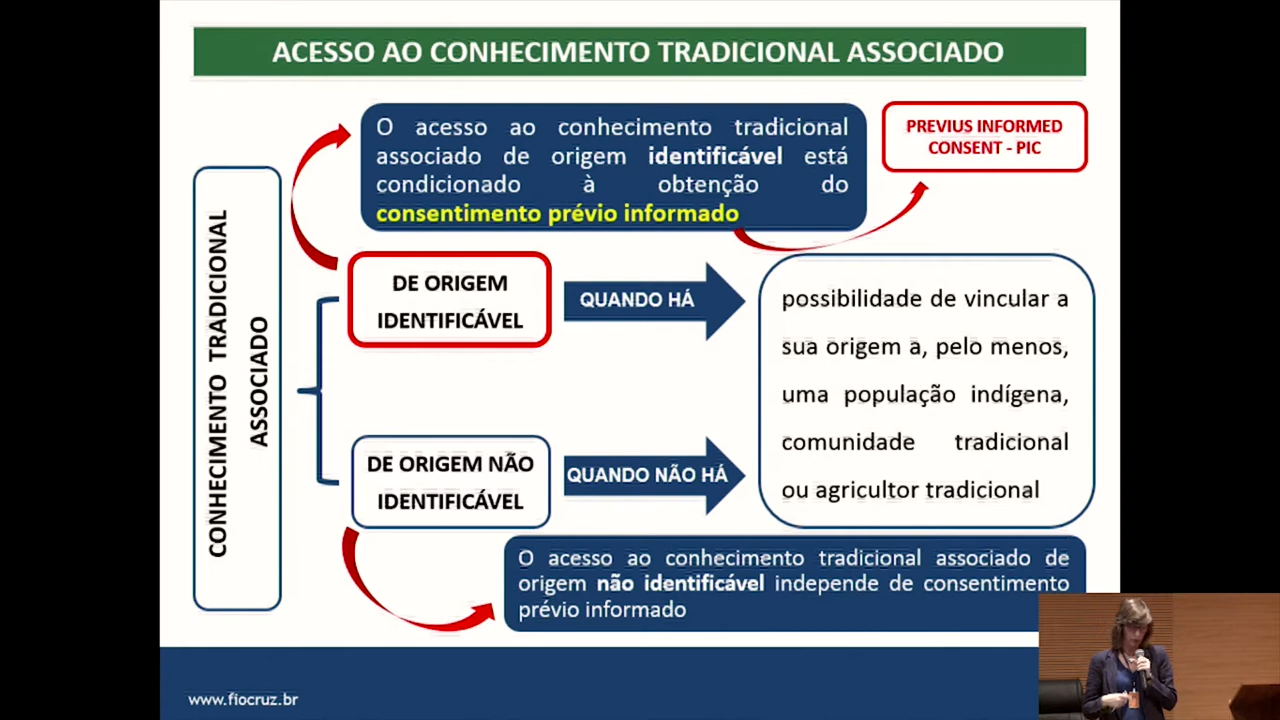 ACESSO AO CONHECIMENTO TRADICIONAL ASSOCIADO
O acesso ao conhecimento tradicional
associado de origem identificável está
condicionado à obtenção do
consentimento prévio informado
PREVIUS INFORMED
CONSENT - PIC
CONHECIMENTO TRADICIONAL
ASSOCIADO
DE ORIGEM
IDENTIFICÁVEL
QUANDO HÁ
possibilidade de vincular a
sua origem a, pelo menos,
uma população indígena,
comunidade tradicional
ou agricultor tradicional
DE ORIGEM NÃO
IDENTIFICÁVEL
QUANDO NÃO HÁ
O acesso ao conhecimento tradicional associado de
origem não identificável independe de consentimento
prévio informado
www.fiocruz.br